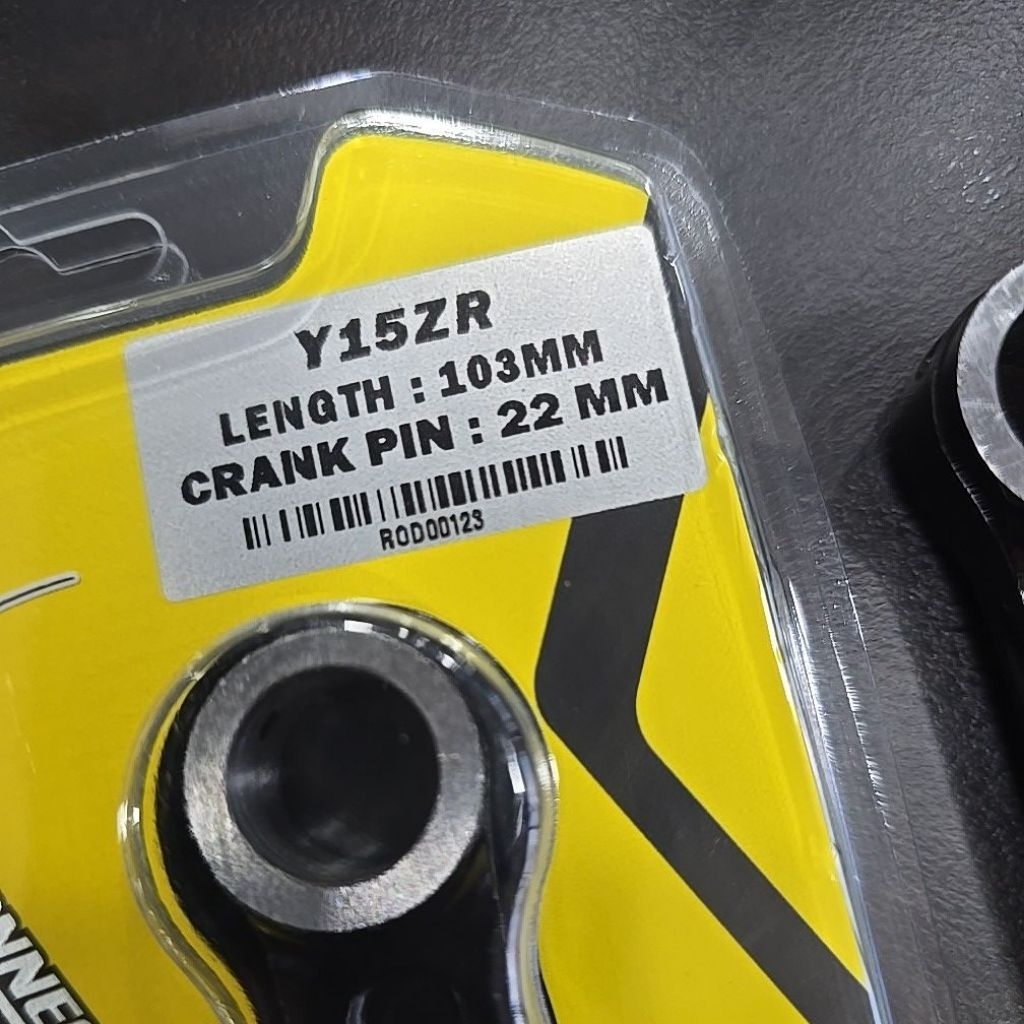 Y15ZR
LENGTH : 103MM
CRANK PIN : 22 MM
ROD00123